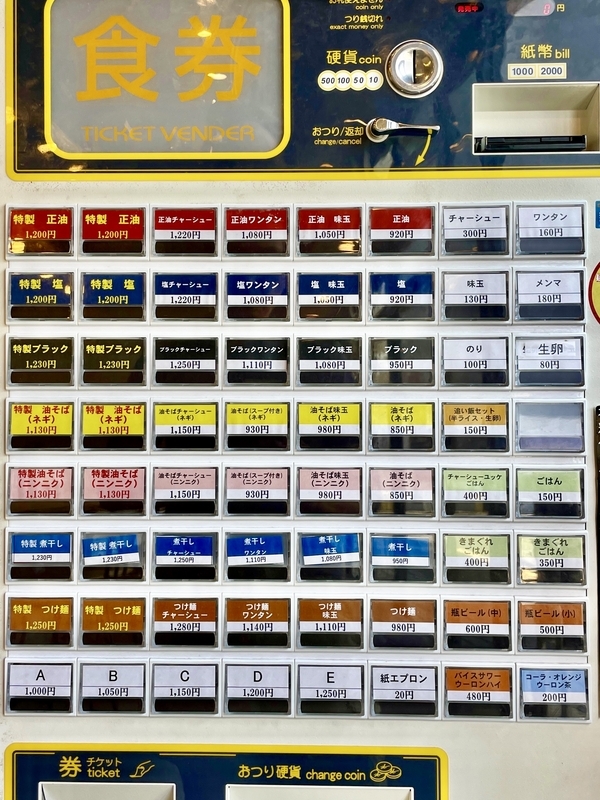 食券
TICKET VENDER
coin only
つり銭切れ
exact money only
円
硬貨 coin
500 100 50 10
紙幣 bill
1000 2000
おつり/返却
change/cancel
特製 正油 1,200円
特製 正油 1,200円
正油チャーシュー 1,220円
正油ワンタン 1,080円
正油 味玉 1,050円
正油 920円
チャーシュー 300円
ワンタン 160円
特製 塩 1,200円
特製 塩 1,200円
塩チャーシュー 1,220円
塩ワンタン 1,080円
塩 味玉 1,050円
塩 920円
味玉 130円
メンマ 180円
特製ブラック 1,230円
特製ブラック 1,230円
ブラックチャーシュー 1,250円
ブラックワンタン 1,110円
ブラック味玉 1,080円
ブラック 950円
のり 100円
生卵 80円
特製 油そば (ネギ) 1,130円
特製 油そば (ネギ) 1,130円
油そばチャーシュー (ネギ) 1,150円
油そば(スープ付き) (ネギ) 930円
油そば味玉 (ネギ) 980円
油そば (ネギ) 850円
追い飯セット (半ライス・生卵) 150円
特製油そば (ニンニク) 1,130円
特製油そば (ニンニク) 1,130円
油そばチャーシュー (ニンニク) 1,150円
油そば(スープ付き) (ニンニク) 930円
油そば味玉 (ニンニク) 980円
油そば (ニンニク) 850円
チャーシューユッケ ごはん 400円
ごはん 150円
特製 煮干し 1,230円
特製 煮干し 1,230円
煮干し チャーシュー 1,250円
煮干し ワンタン 1,110円
煮干し 味玉 1,080円
煮干し 950円
きまぐれ ごはん 400円
きまぐれ ごはん 350円
特製 つけ麺 1,250円
特製 つけ麺 1,250円
つけ麺 チャーシュー 1,280円
つけ麺 ワンタン 1,140円
つけ麺 味玉 1,110円
つけ麺 980円
瓶ビール(中) 600円
瓶ビール(小) 500円
A 1,000円
B 1,050円
C 1,150円
D 1,200円
E 1,250円
紙エプロン 20円
バイスサワー ウーロンハイ 480円
コーラ・オレンジ ウーロン茶 200円
券 チケット ticket
おつり硬貨 change coin